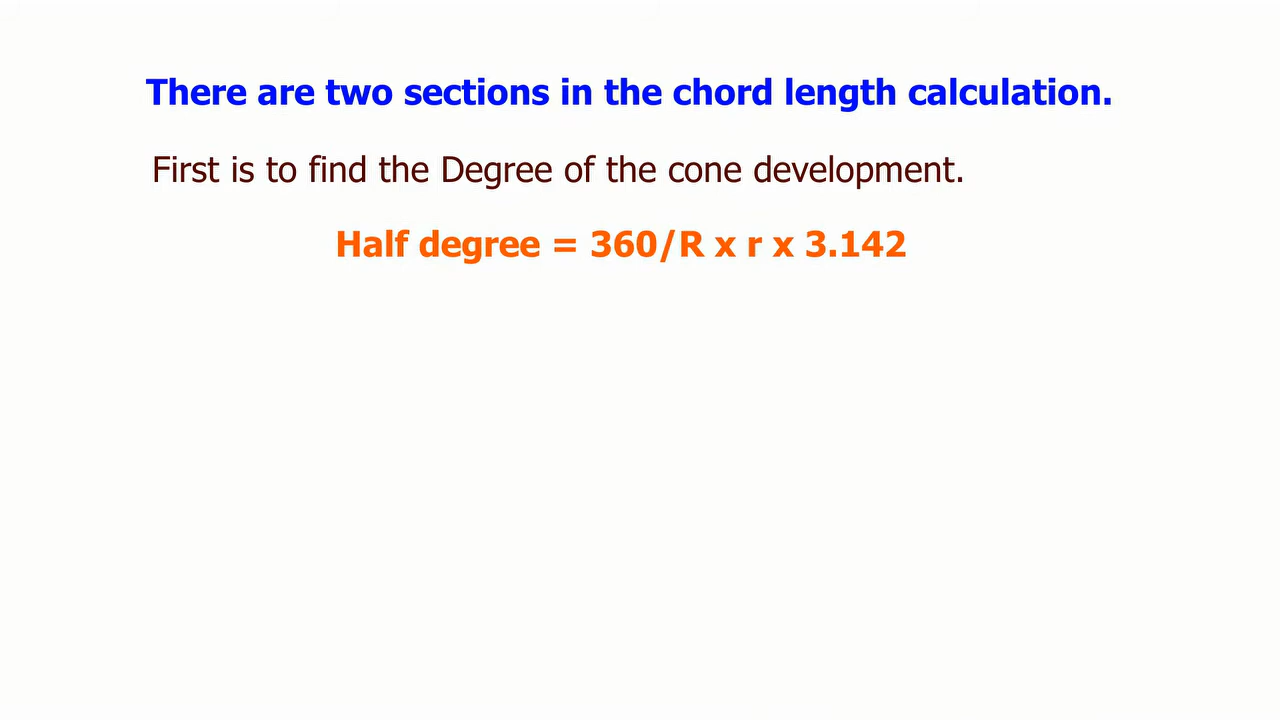 There are two sections in the chord length calculation.
First is to find the Degree of the cone development.
Half degree = 360/R x r x 3.142